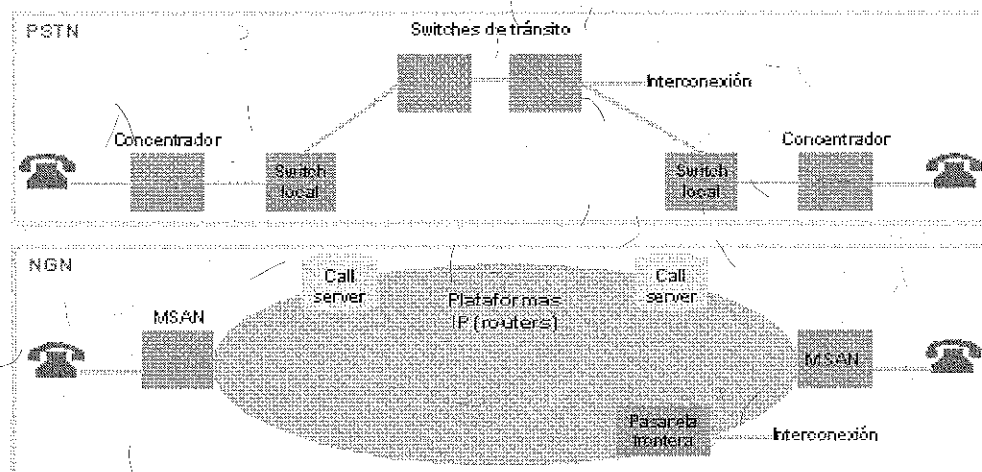 PSTN
Switches de tránsito
Interconexión
Concentrador
Concentrador
Switch
local
Switch
local
NGN
Call
server
Call
server
Plataformas
IP (routers)
MSAN
MSAN
Pasarela
frontera
Interconexión